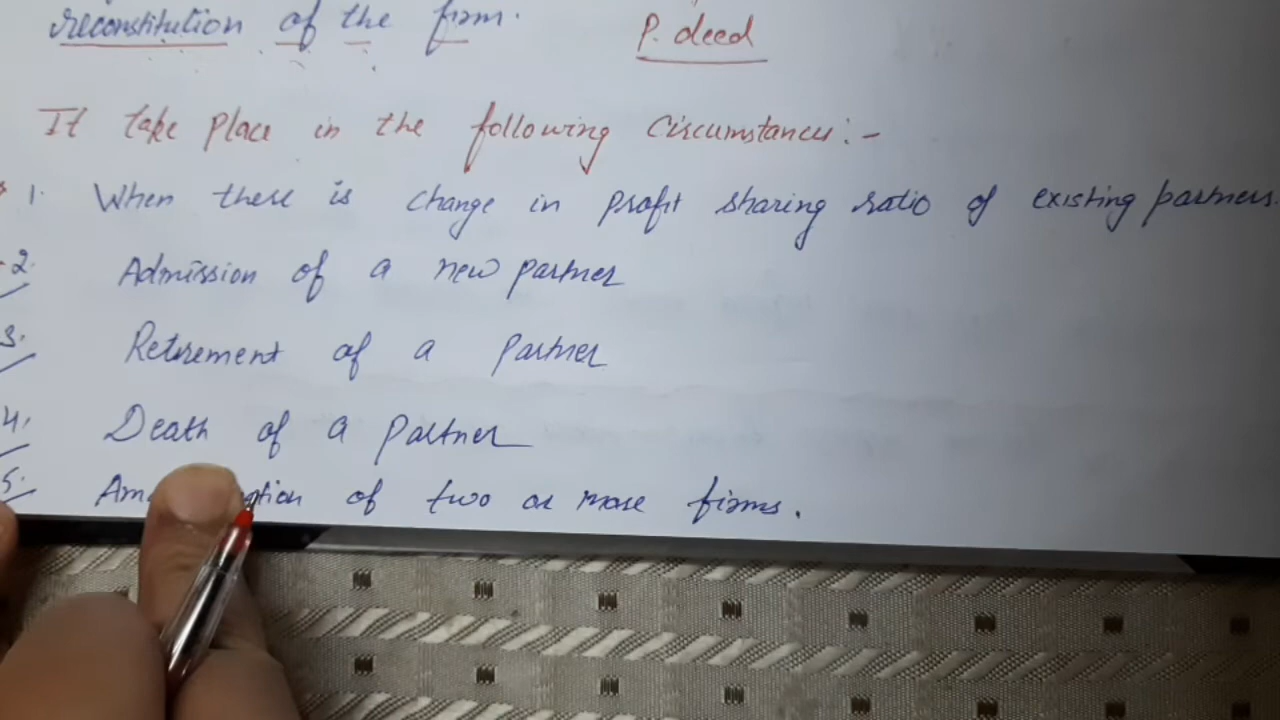 reconstitution of the firm. P. deed
It take place in the following circumstances:-
1. When there is change in profit sharing ratio of existing partners.
2. Admission of a new partner
3. Retirement of a partner
4. Death of a partner
5. of two or more firms.